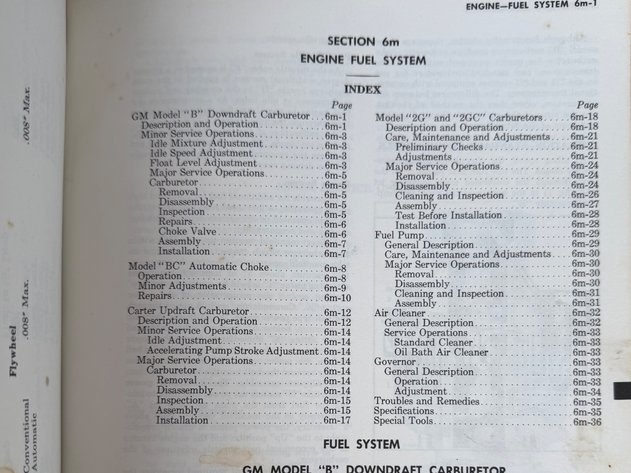 ENGINE—FUEL SYSTEM 6m-1
SECTION 6m
ENGINE FUEL SYSTEM
INDEX
Page
GM Model "B" Downdraft Carburetor...6m-1
Description and Operation...6m-1
Minor Service Operations...6m-3
Idle Mixture Adjustment...6m-3
Idle Speed Adjustment...6m-3
Float Level Adjustment...6m-3
Major Service Operations...6m-5
Carburetor...6m-5
Removal...6m-5
Disassembly...6m-5
Inspection...6m-5
Repairs...6m-6
Choke Valve...6m-6
Assembly...6m-7
Installation...6m-7
Model "BC" Automatic Choke...6m-8
Operation...6m-8
Minor Adjustments...6m-9
Repairs...6m-10
Carter Updraft Carburetor...6m-12
Description and Operation...6m-12
Minor Service Operations...6m-14
Idle Adjustment...6m-14
Accelerating Pump Stroke Adjustment.6m-14
Major Service Operations...6m-14
Carburetor...6m-14
Removal...6m-14
Disassembly...6m-14
Inspection...6m-15
Assembly...6m-15
Installation...6m-17
Page
Model "2G" and "2GC" Carburetors...6m-18
Description and Operation...6m-18
Care, Maintenance and Adjustments...6m-21
Preliminary Checks...6m-21
Adjustments...6m-21
Major Service Operations...6m-24
Removal...6m-24
Disassembly...6m-24
Cleaning and Inspection...6m-26
Assembly...6m-27
Test Before Installation...6m-28
Installation...6m-28
Fuel Pump...6m-29
General Description...6m-29
Care, Maintenance and Adjustments...6m-30
Major Service Operations...6m-30
Removal...6m-30
Disassembly...6m-30
Cleaning and Inspection...6m-31
Assembly...6m-31
Air Cleaner...6m-32
General Description...6m-32
Service Operations...6m-33
Standard Cleaner...6m-33
Oil Bath Air Cleaner...6m-33
Governor...6m-33
General Description...6m-33
Operation...6m-33
Adjustment...6m-34
Troubles and Remedies...6m-35
Specifications...6m-35
Special Tools...6m-36
FUEL SYSTEM
GM MODEL "B" DOWNDRAFT CARBURETOR
Flywheel
Conventional .008" Max.
Automatic .008" Max.